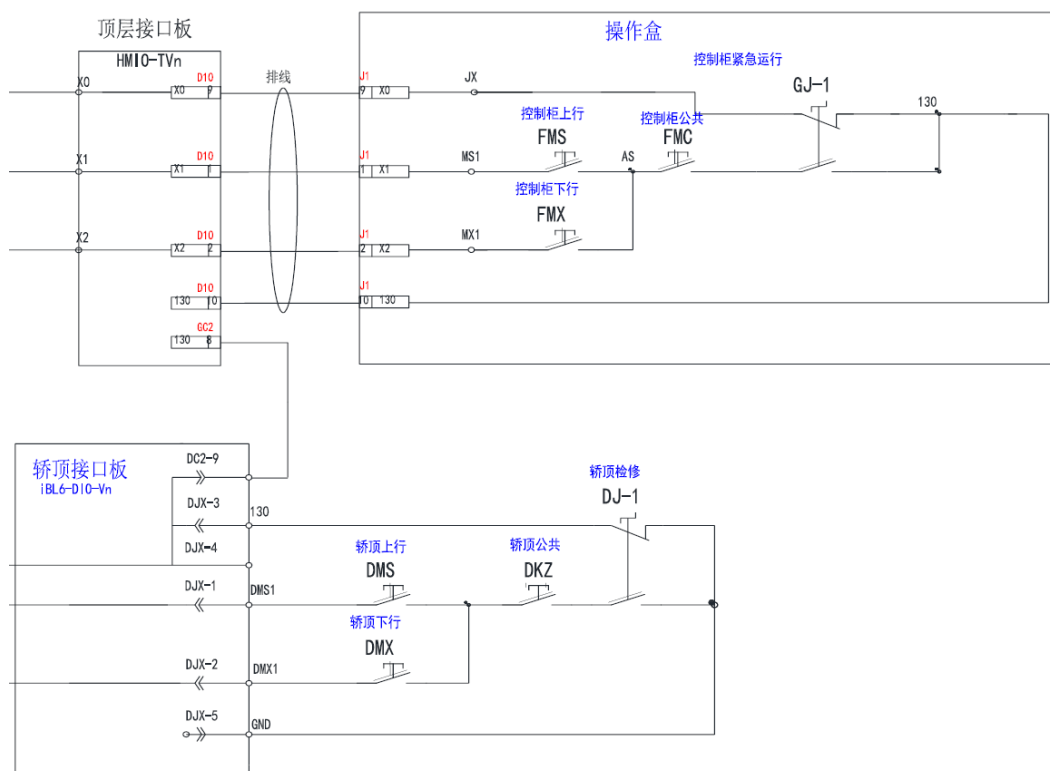 顶层接口板
HMIO-TVn
操作盒
控制柜紧急运行
X0
D10
X0 9
排线
J1
9 X0
JX
GJ-1
130
控制柜上行
FMS
控制柜公共
FMC
X1
D10
X1 1
J1
1 X1
MS1
AS
控制柜下行
FMX
X2
D10
X2 2
J1
2 X2
MX1
D10
130 10
J1
10 130
GC2
130 8
轿顶接口板
iBL6-DIO-Vn
DC2-9
轿顶检修
DJ-1
DJX-3
130
DJX-4
轿顶上行
DMS
轿顶公共
DKZ
DJX-1
DMS1
轿顶下行
DMX
DJX-2
DMX1
DJX-5
GND